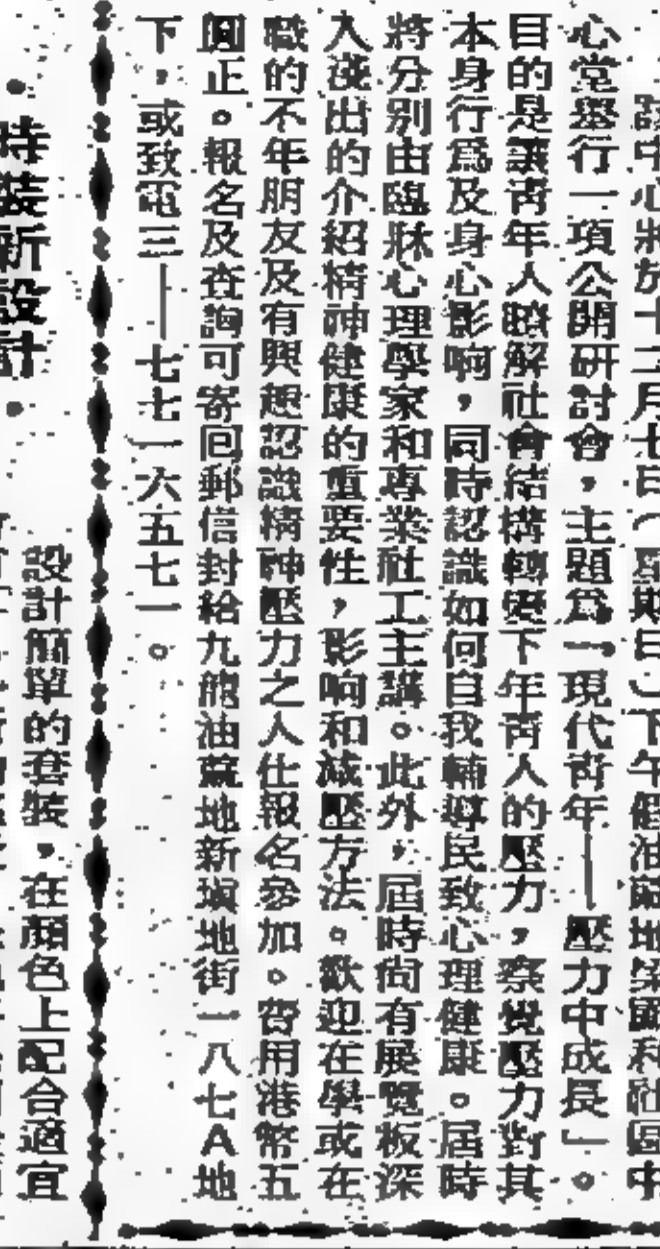 該中心將於十二月七日（星期日）下午假油蔴地梁顯利社區中
心堂舉行一項公開研討會，主題為「現代青年──壓力中成長」。
目的是讓青年人瞭解社會結構轉變下年青人的壓力，察覺壓力對其
本身行為及身心影响，同時認識如何自我輔導民致心理健康。屆時
將分別由臨牀心理學家和專業社工主講。此外，屆時尚有展覽板深
入淺出的介紹精神健康的重要性，影响和減壓方法。歡迎在學或在
職的不年朋友及有興趣認識精神壓力之人仕報名參加。費用港幣五
圓正。報名及查詢可寄回郵信封給九龍油蔴地新塡地街一八七A地
下，或致電三──七七一六五七一。
•時裝新設計•
設計簡單的套裝，在顏色上配合適宜